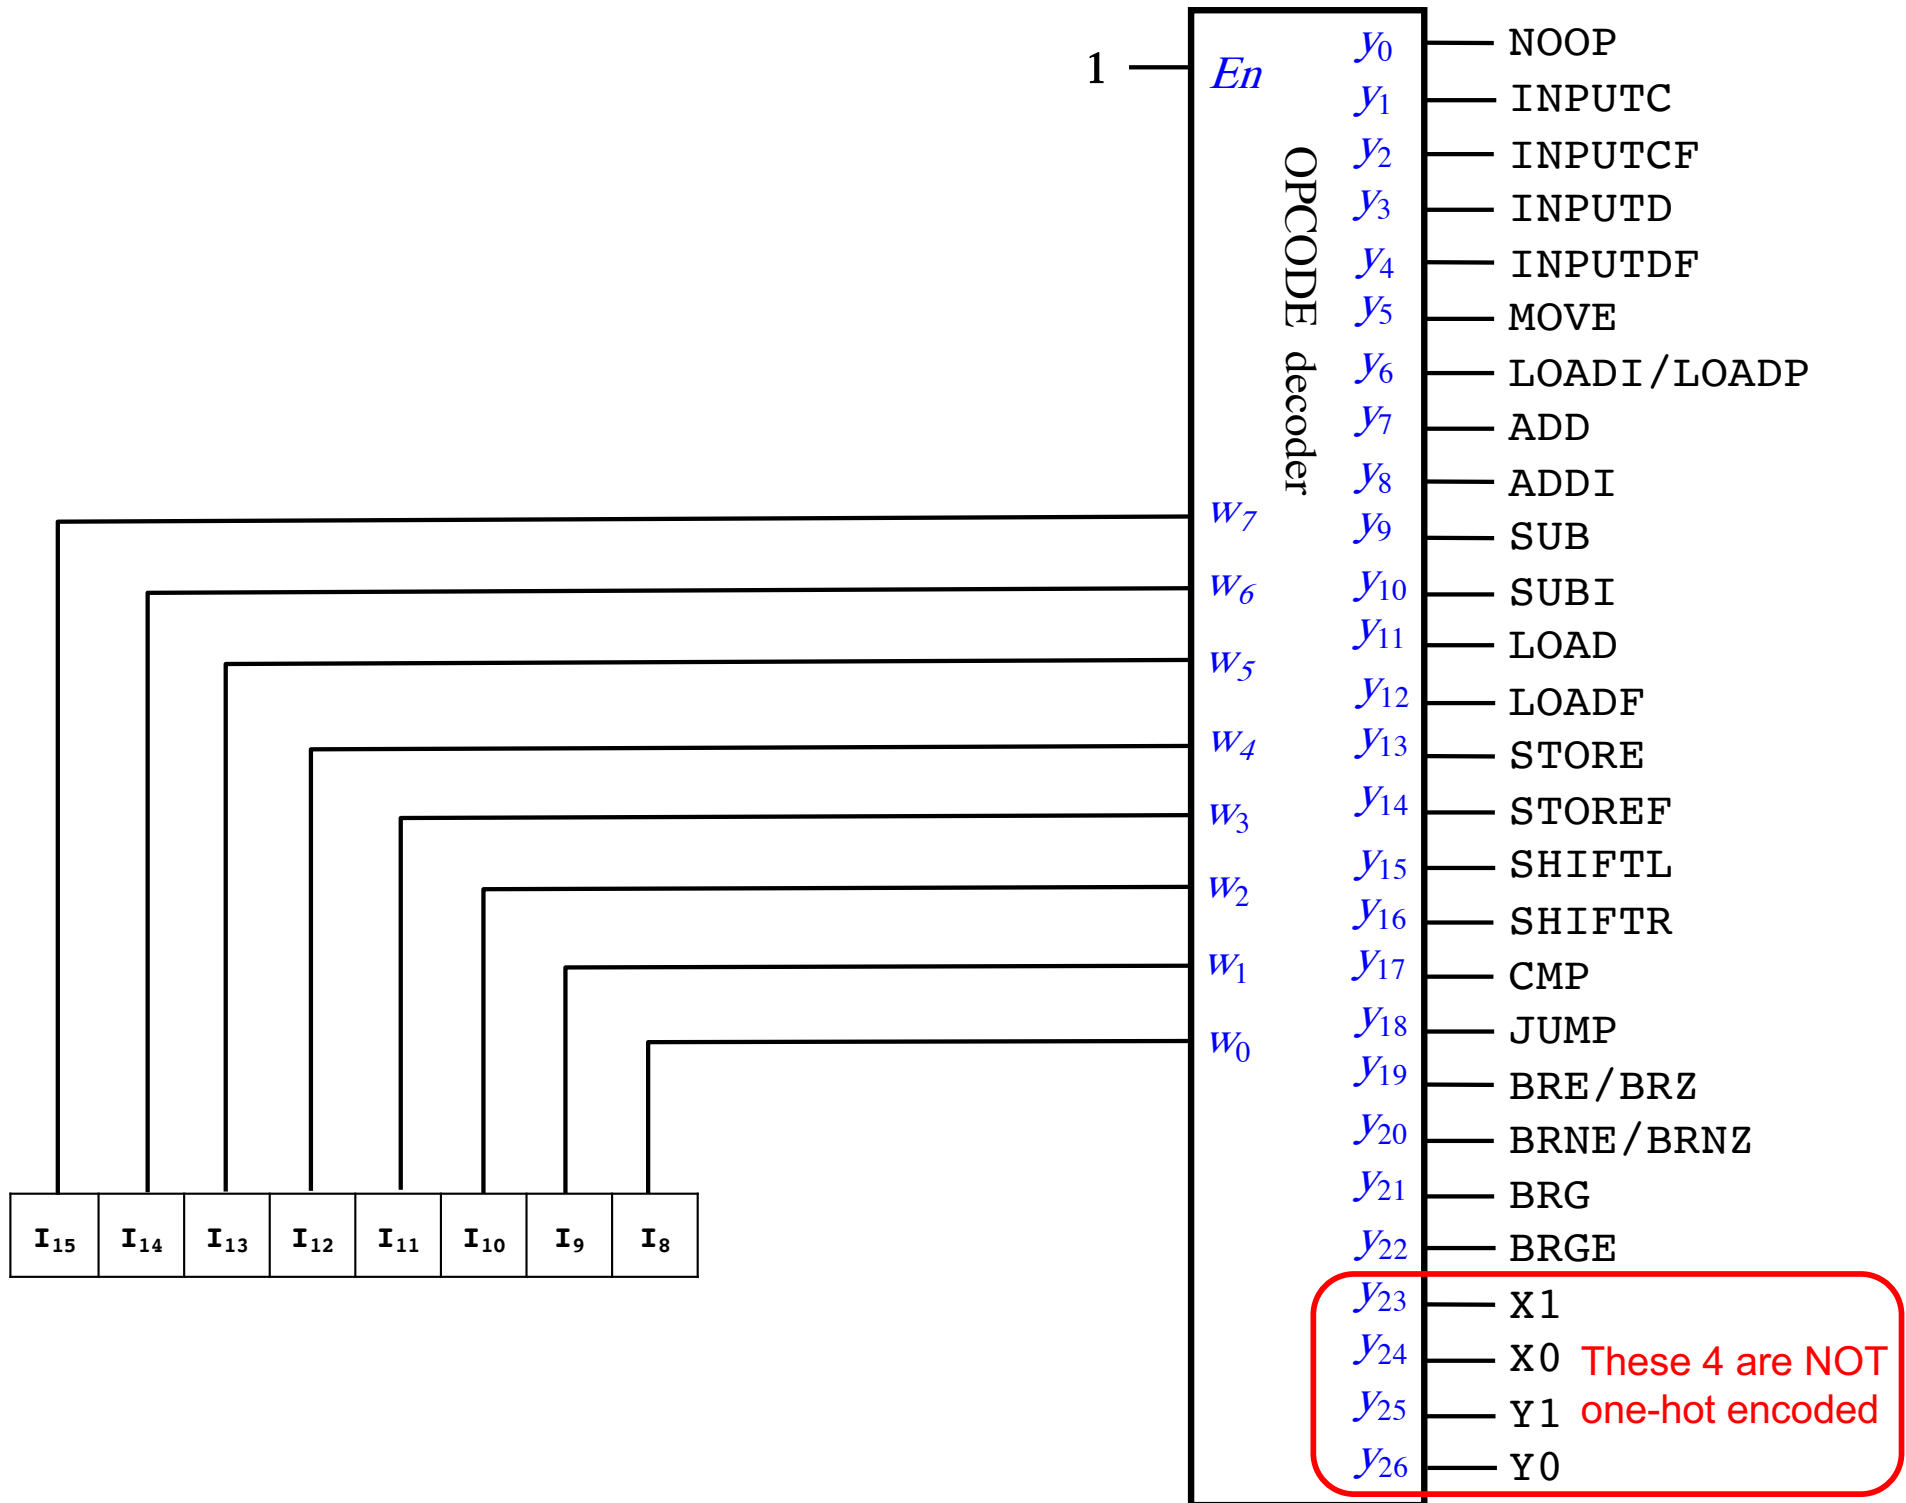 1
En
OPCODE decoder
y0 NOOP
y1 INPUTC
y2 INPUTCF
y3 INPUTD
y4 INPUTDF
y5 MOVE
y6 LOADI/LOADP
y7 ADD
y8 ADDI
y9 SUB
y10 SUBI
y11 LOAD
y12 LOADF
y13 STORE
y14 STOREF
y15 SHIFTL
y16 SHIFTR
y17 CMP
y18 JUMP
y19 BRE/BRZ
y20 BRNE/BRNZ
y21 BRG
y22 BRGE
y23 X1
y24 X0
y25 Y1
y26 Y0
These 4 are NOT
one-hot encoded
w7
w6
w5
w4
w3
w2
w1
w0
I15 I14 I13 I12 I11 I10 I9 I8